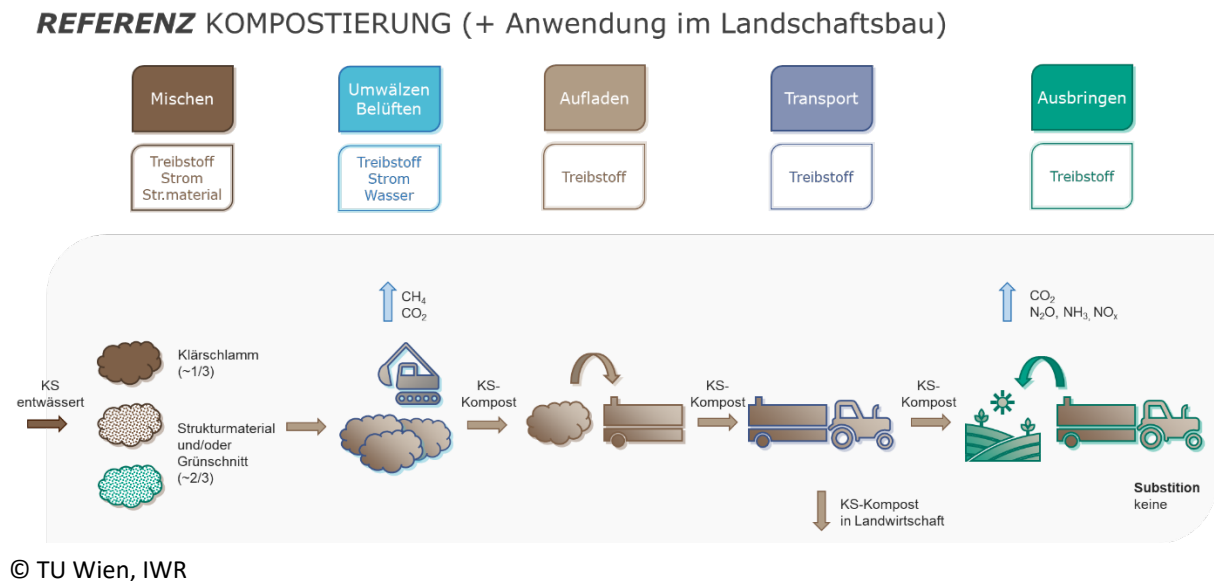 REFERENZ KOMPOSTIERUNG (+ Anwendung im Landschaftsbau)
Mischen
Umwälzen
Belüften
Aufladen
Transport
Ausbringen
Treibstoff
Strom
Str.material
Treibstoff
Strom
Wasser
Treibstoff
Treibstoff
Treibstoff
KS
entwässert
Klärschlamm
(~1/3)
Strukturmaterial
und/oder
Grünschnitt
(~2/3)
CH₄
CO₂
KS-
Kompost
KS-
Kompost
KS-Kompost
in Landwirtschaft
KS-
Kompost
CO₂
N₂O, NH₃, NOₓ
Substition
keine
© TU Wien, IWR